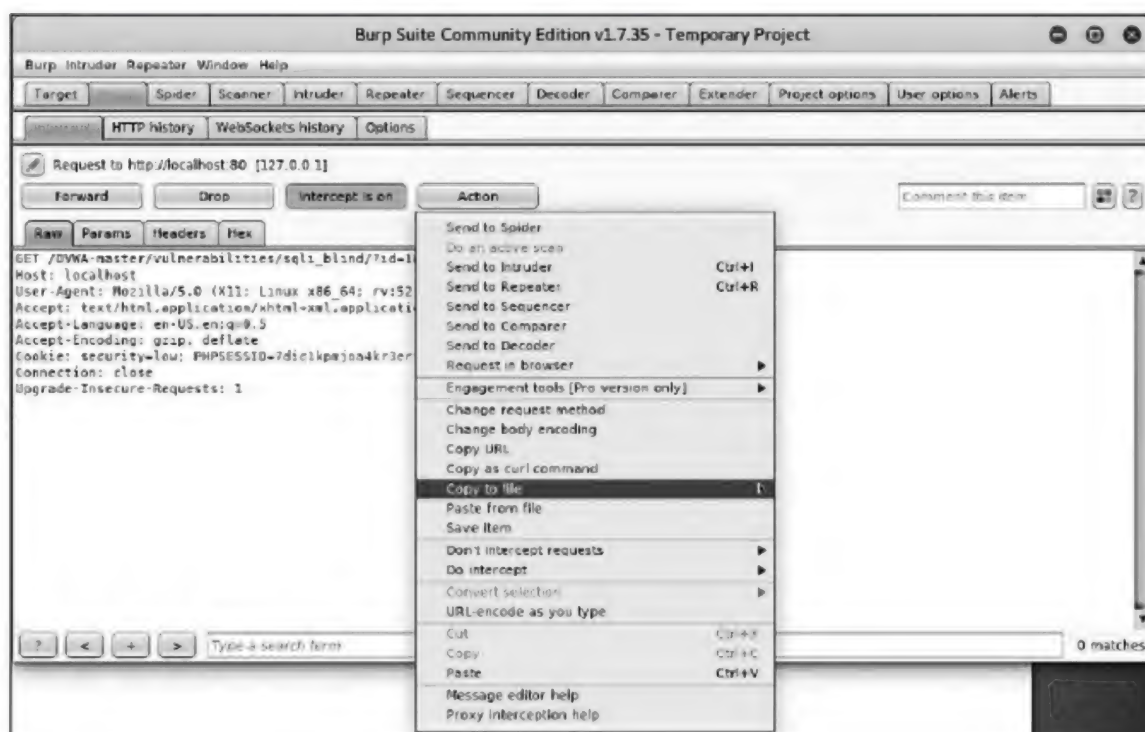 Burp Suite Community Edition v1.7.35 - Temporary Project
Burp Intruder Repeater Window Help
Target Spider Scanner Intruder Repeater Sequencer Decoder Comparer Extender Project options User options Alerts
Intercept HTTP history WebSockets history Options
Request to http://localhost:80 [127.0.0.1]
Forward Drop Intercept is on Action Comment this item ?
Raw Params Headers Hex
GET /DVWA-master/vulnerabilities/sqli_blind/?id=1
Host: localhost
User-Agent: Mozilla/5.0 (X11; Linux x86_64; rv:52
Accept: text/html,application/xhtml+xml,applicati
Accept-Language: en-US,en;q=0.5
Accept-Encoding: gzip, deflate
Cookie: security=low;
Connection: close
Upgrade-Insecure-Requests: 1
Send to Spider
Do an active scan
Send to Intruder Ctrl+I
Send to Repeater Ctrl+R
Send to Sequencer
Send to Comparer
Send to Decoder
Request in browser
Engagement tools [Pro version only]
Change request method
Change body encoding
Copy URL
Copy as curl command
Copy to file
Paste from file
Save item
Don't intercept requests
Do intercept
Convert selection
URL-encode as you type
Cut Ctrl+X
Copy Ctrl+C
Paste Ctrl+V
Message editor help
Proxy interception help
? < + > Type a search term 0 matches